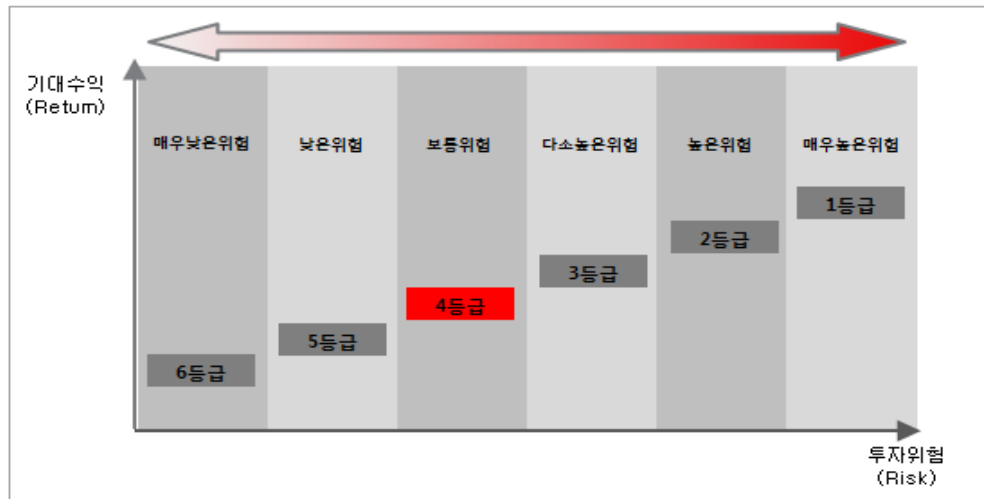 기대수익
(Return)
매우낮은위험 낮은위험 보통위험 다소높은위험 높은위험 매우높은위험
1등급
2등급
3등급
4등급
5등급
6등급
투자위험
(Risk)